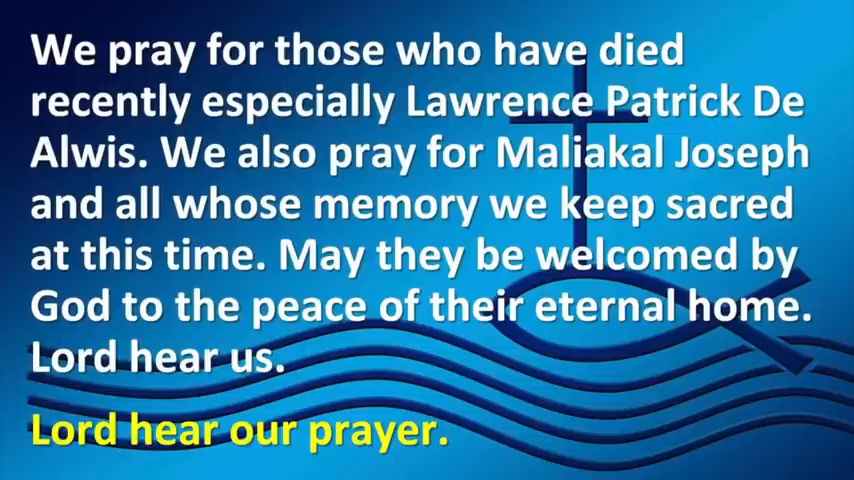 We pray for those who have died
recently especially Lawrence Patrick De
Alwis. We also pray for Maliakal Joseph
and all whose memory we keep sacred
at this time. May they be welcomed by
God to the peace of their eternal home.
Lord hear us.
Lord hear our prayer.